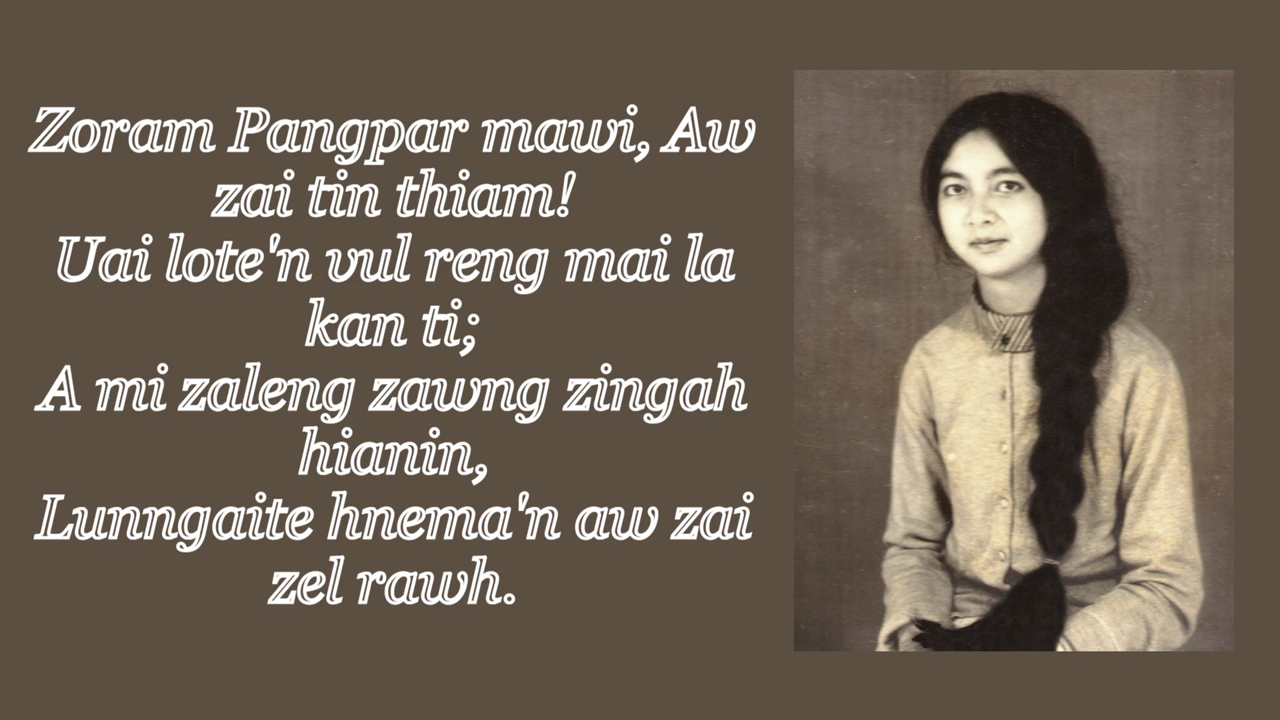 Zoram Pangpar mawi, Aw
zai tin thiam!
Uai lote'n vul reng mai la
kan ti;
A mi zaleng zawng zingah
hianin,
Lunngaite hnema'n aw zai
zel rawh.